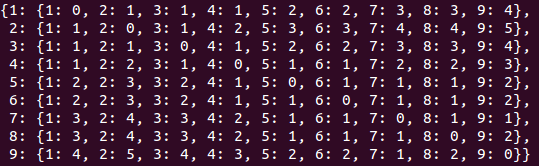 {1: {1: 0, 2: 1, 3: 1, 4: 1, 5: 2, 6: 2, 7: 3, 8: 3, 9: 4},
2: {1: 1, 2: 0, 3: 1, 4: 2, 5: 3, 6: 3, 7: 4, 8: 4, 9: 5},
3: {1: 1, 2: 1, 3: 0, 4: 1, 5: 2, 6: 2, 7: 3, 8: 3, 9: 4},
4: {1: 1, 2: 2, 3: 1, 4: 0, 5: 1, 6: 1, 7: 2, 8: 2, 9: 3},
5: {1: 2, 2: 3, 3: 2, 4: 1, 5: 0, 6: 1, 7: 1, 8: 1, 9: 2},
6: {1: 2, 2: 3, 3: 2, 4: 1, 5: 1, 6: 0, 7: 1, 8: 1, 9: 2},
7: {1: 3, 2: 4, 3: 3, 4: 2, 5: 1, 6: 1, 7: 0, 8: 1, 9: 1},
8: {1: 3, 2: 4, 3: 3, 4: 2, 5: 1, 6: 1, 7: 1, 8: 0, 9: 2},
9: {1: 4, 2: 5, 3: 4, 4: 3, 5: 2, 6: 2, 7: 1, 8: 2, 9: 0}}